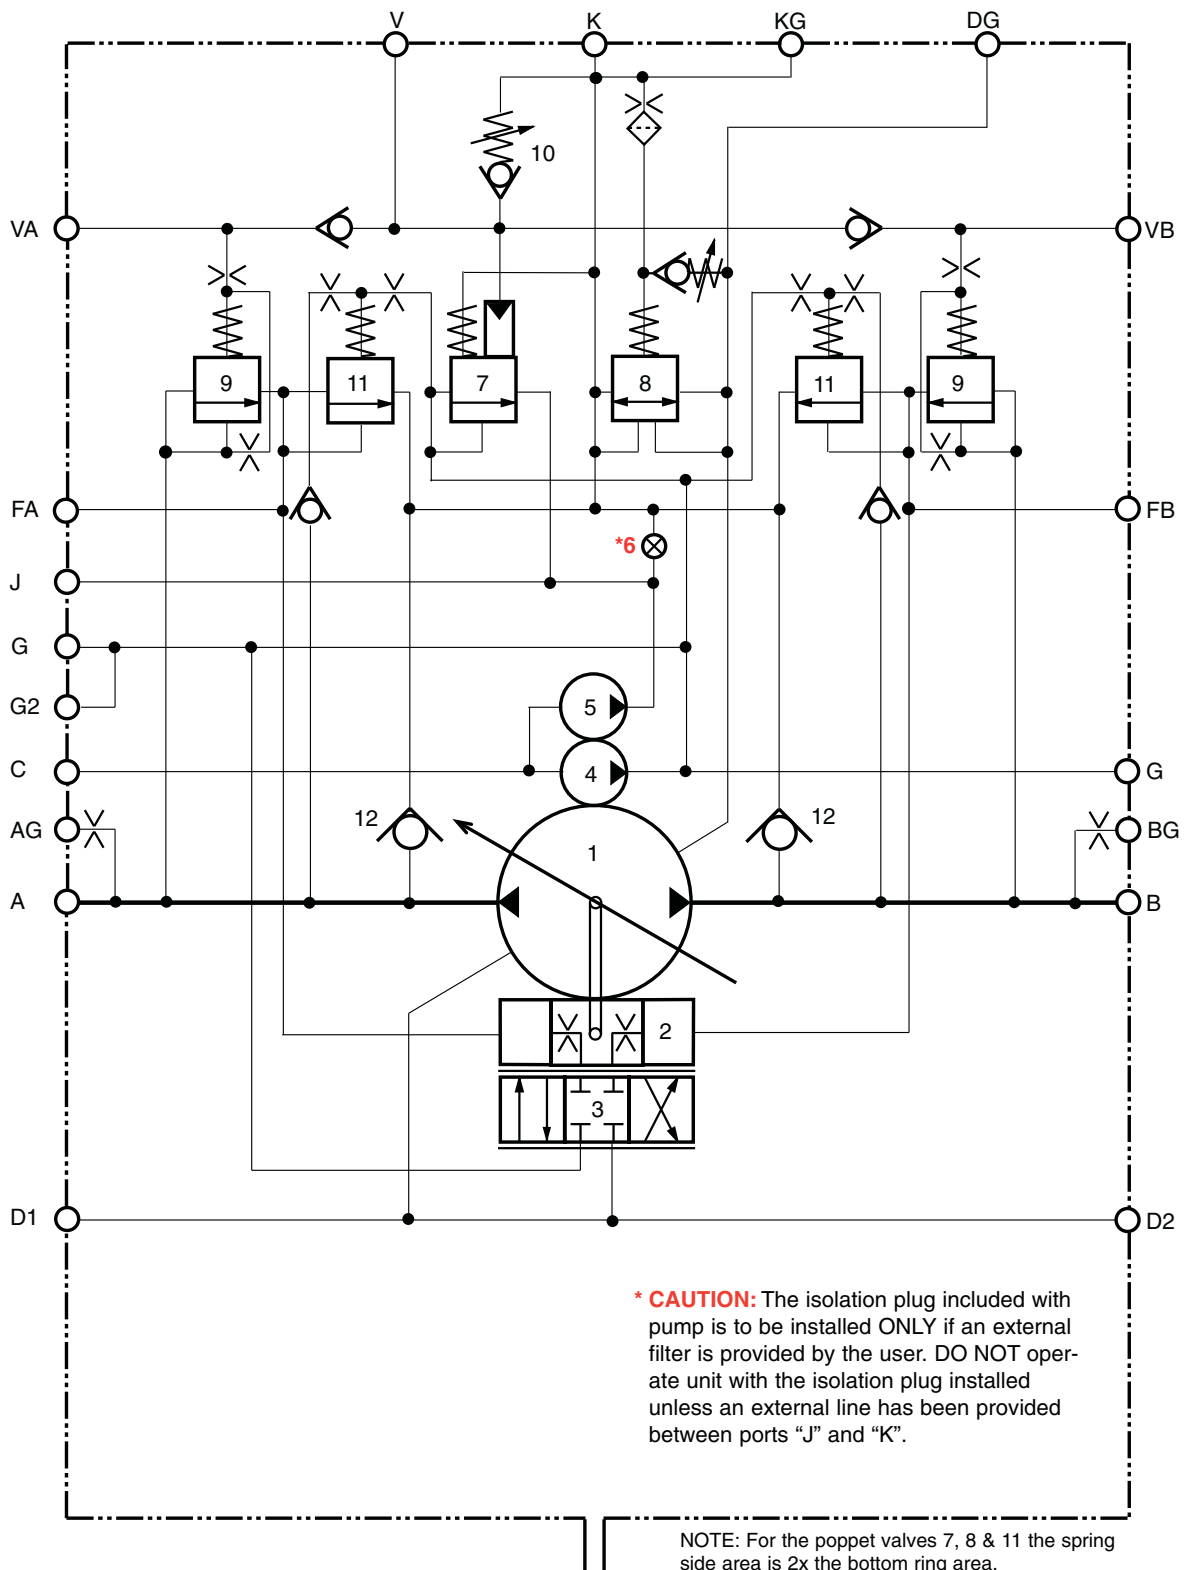 V K KG DG
10
VA VB
9 11 7 8 11 9
FA FB
*6
J
G
G2
5
C 4 G
AG 12 12 BG
1
A B
2
3
D1 D2
* CAUTION: The isolation plug included with
pump is to be installed ONLY if an external
filter is provided by the user. DO NOT oper-
ate unit with the isolation plug installed
unless an external line has been provided
between ports “J” and “K”.
NOTE: For the poppet valves 7, 8 & 11 the spring
side area is 2x the bottom ring area.